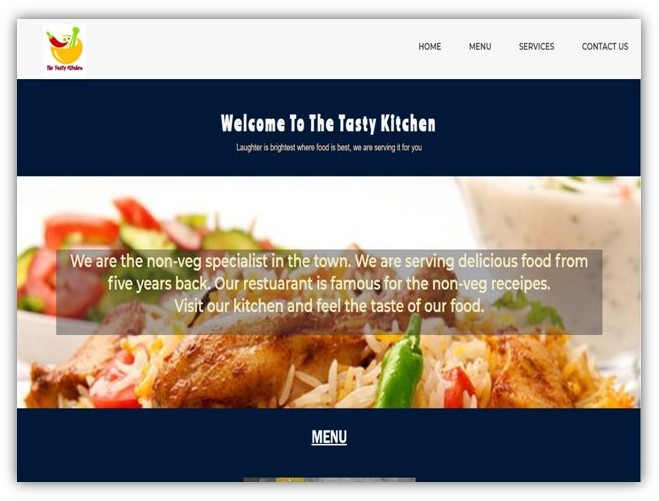 The Tasty Kitchen
HOME MENU SERVICES CONTACT US
Welcome To The Tasty Kitchen
Laughter is brightest where food is best, we are serving it for you
We are the non-veg specialist in the town. We are serving delicious food from
five years back. Our restuarant is famous for the non-veg receipes.
Visit our kitchen and feel the taste of our food.
MENU